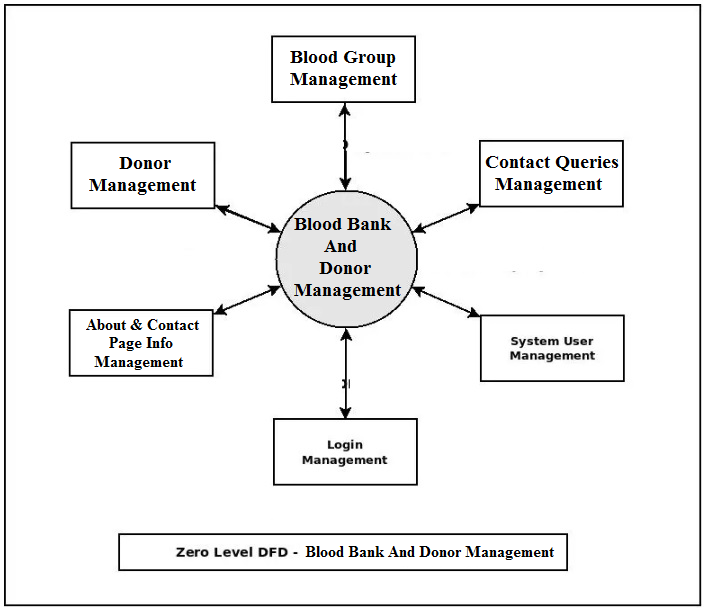 Blood Group
Management
Donor
Management
Contact Queries
Management
Blood Bank
And
Donor
Management
About & Contact
Page Info
Management
System User
Management
Login
Management
Zero Level DFD - Blood Bank And Donor Management